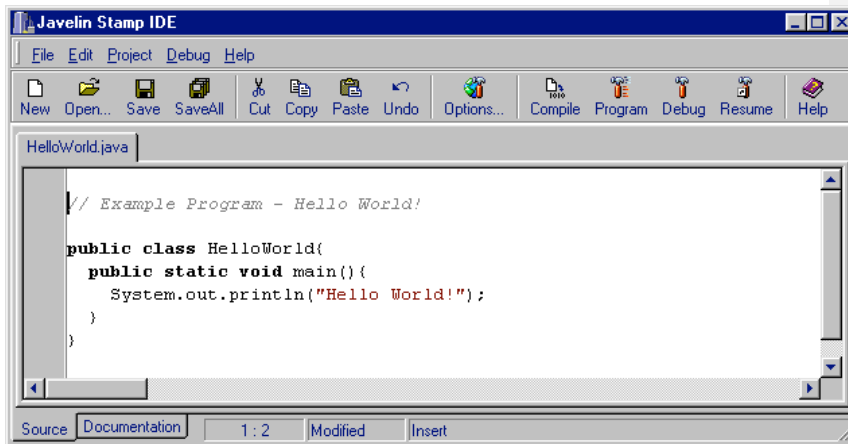 Javelin Stamp IDE
File Edit Project Debug Help
New Open... Save SaveAll Cut Copy Paste Undo Options... Compile Program Debug Resume Help
HelloWorld.java
// Example Program - Hello World!
public class HelloWorld{
public static void main(){
System.out.println("Hello World!");
}
}
Source Documentation 1 : 2 Modified Insert